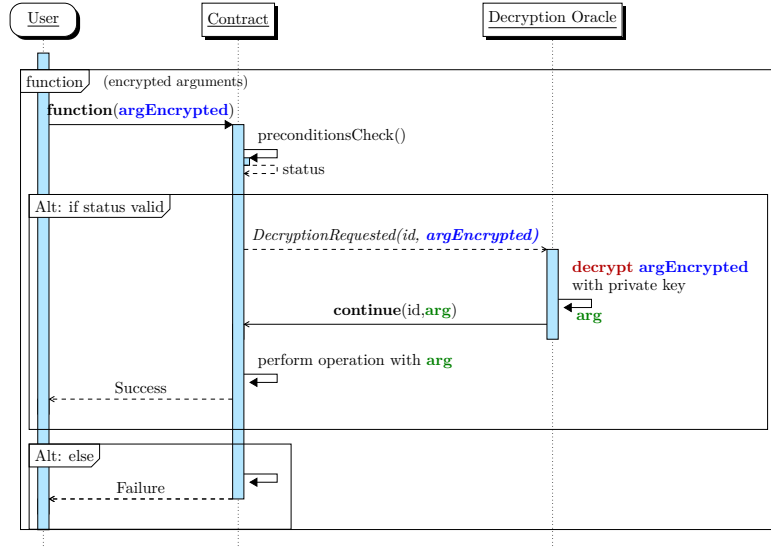 User
Contract
Decryption Oracle
function
(encrypted arguments)
function(argEncrypted)
preconditionsCheck()
status
Alt: if status valid
DecryptionRequested(id, argEncrypted)
decrypt argEncrypted
with private key
arg
continue(id,arg)
perform operation with arg
Success
Alt: else
Failure